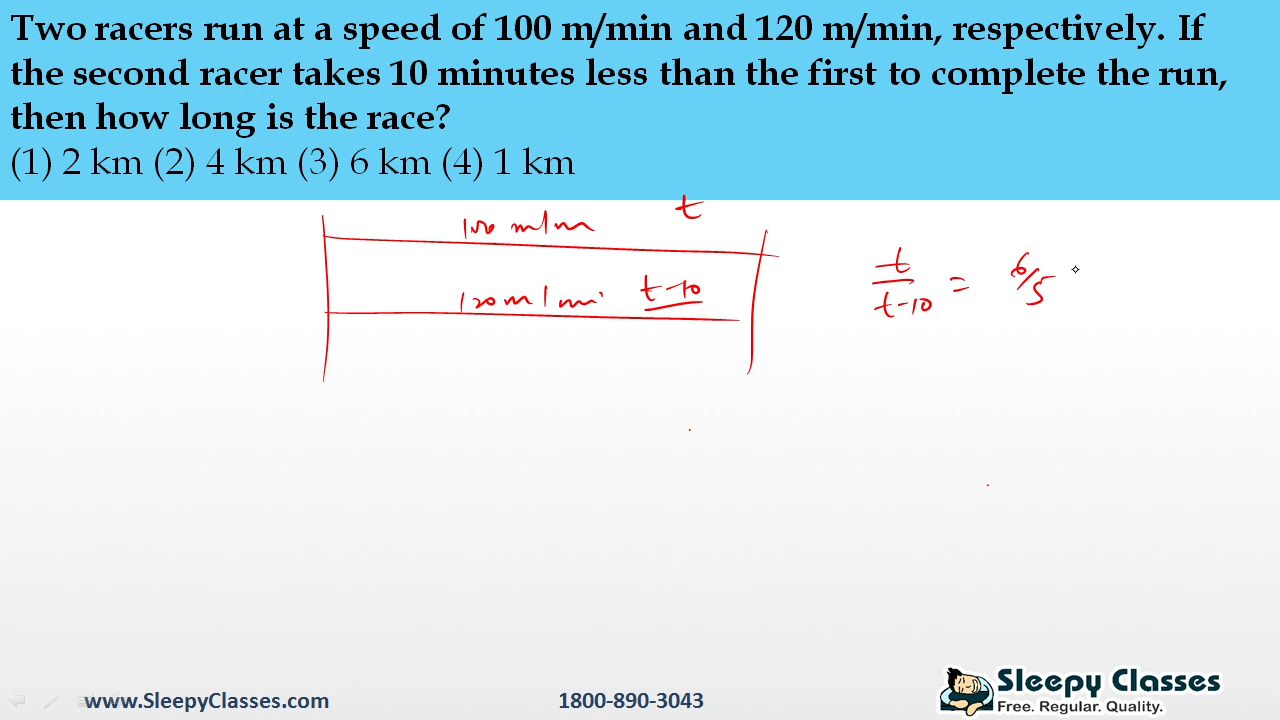 Two racers run at a speed of 100 m/min and 120 m/min, respectively. If
the second racer takes 10 minutes less than the first to complete the run,
then how long is the race?
(1) 2 km (2) 4 km (3) 6 km (4) 1 km
100 m/m t
120 m/min t-10
t/t-10 = 6/5
www.SleepyClasses.com
1800-890-3043
Sleepy Classes
Free. Regular. Quality.